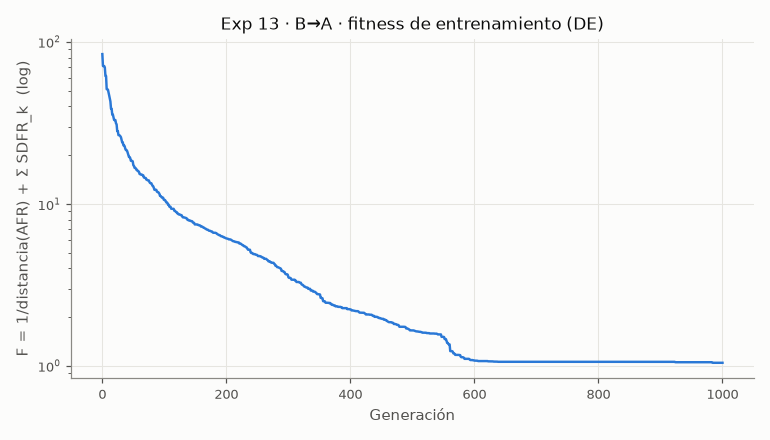 Exp 13 · B→A · fitness de entrenamiento (DE)
F = 1/distancia(AFR) + Σ SDFR_k (log)
10²
10¹
10⁰
0 200 400 600 800 1000
Generación